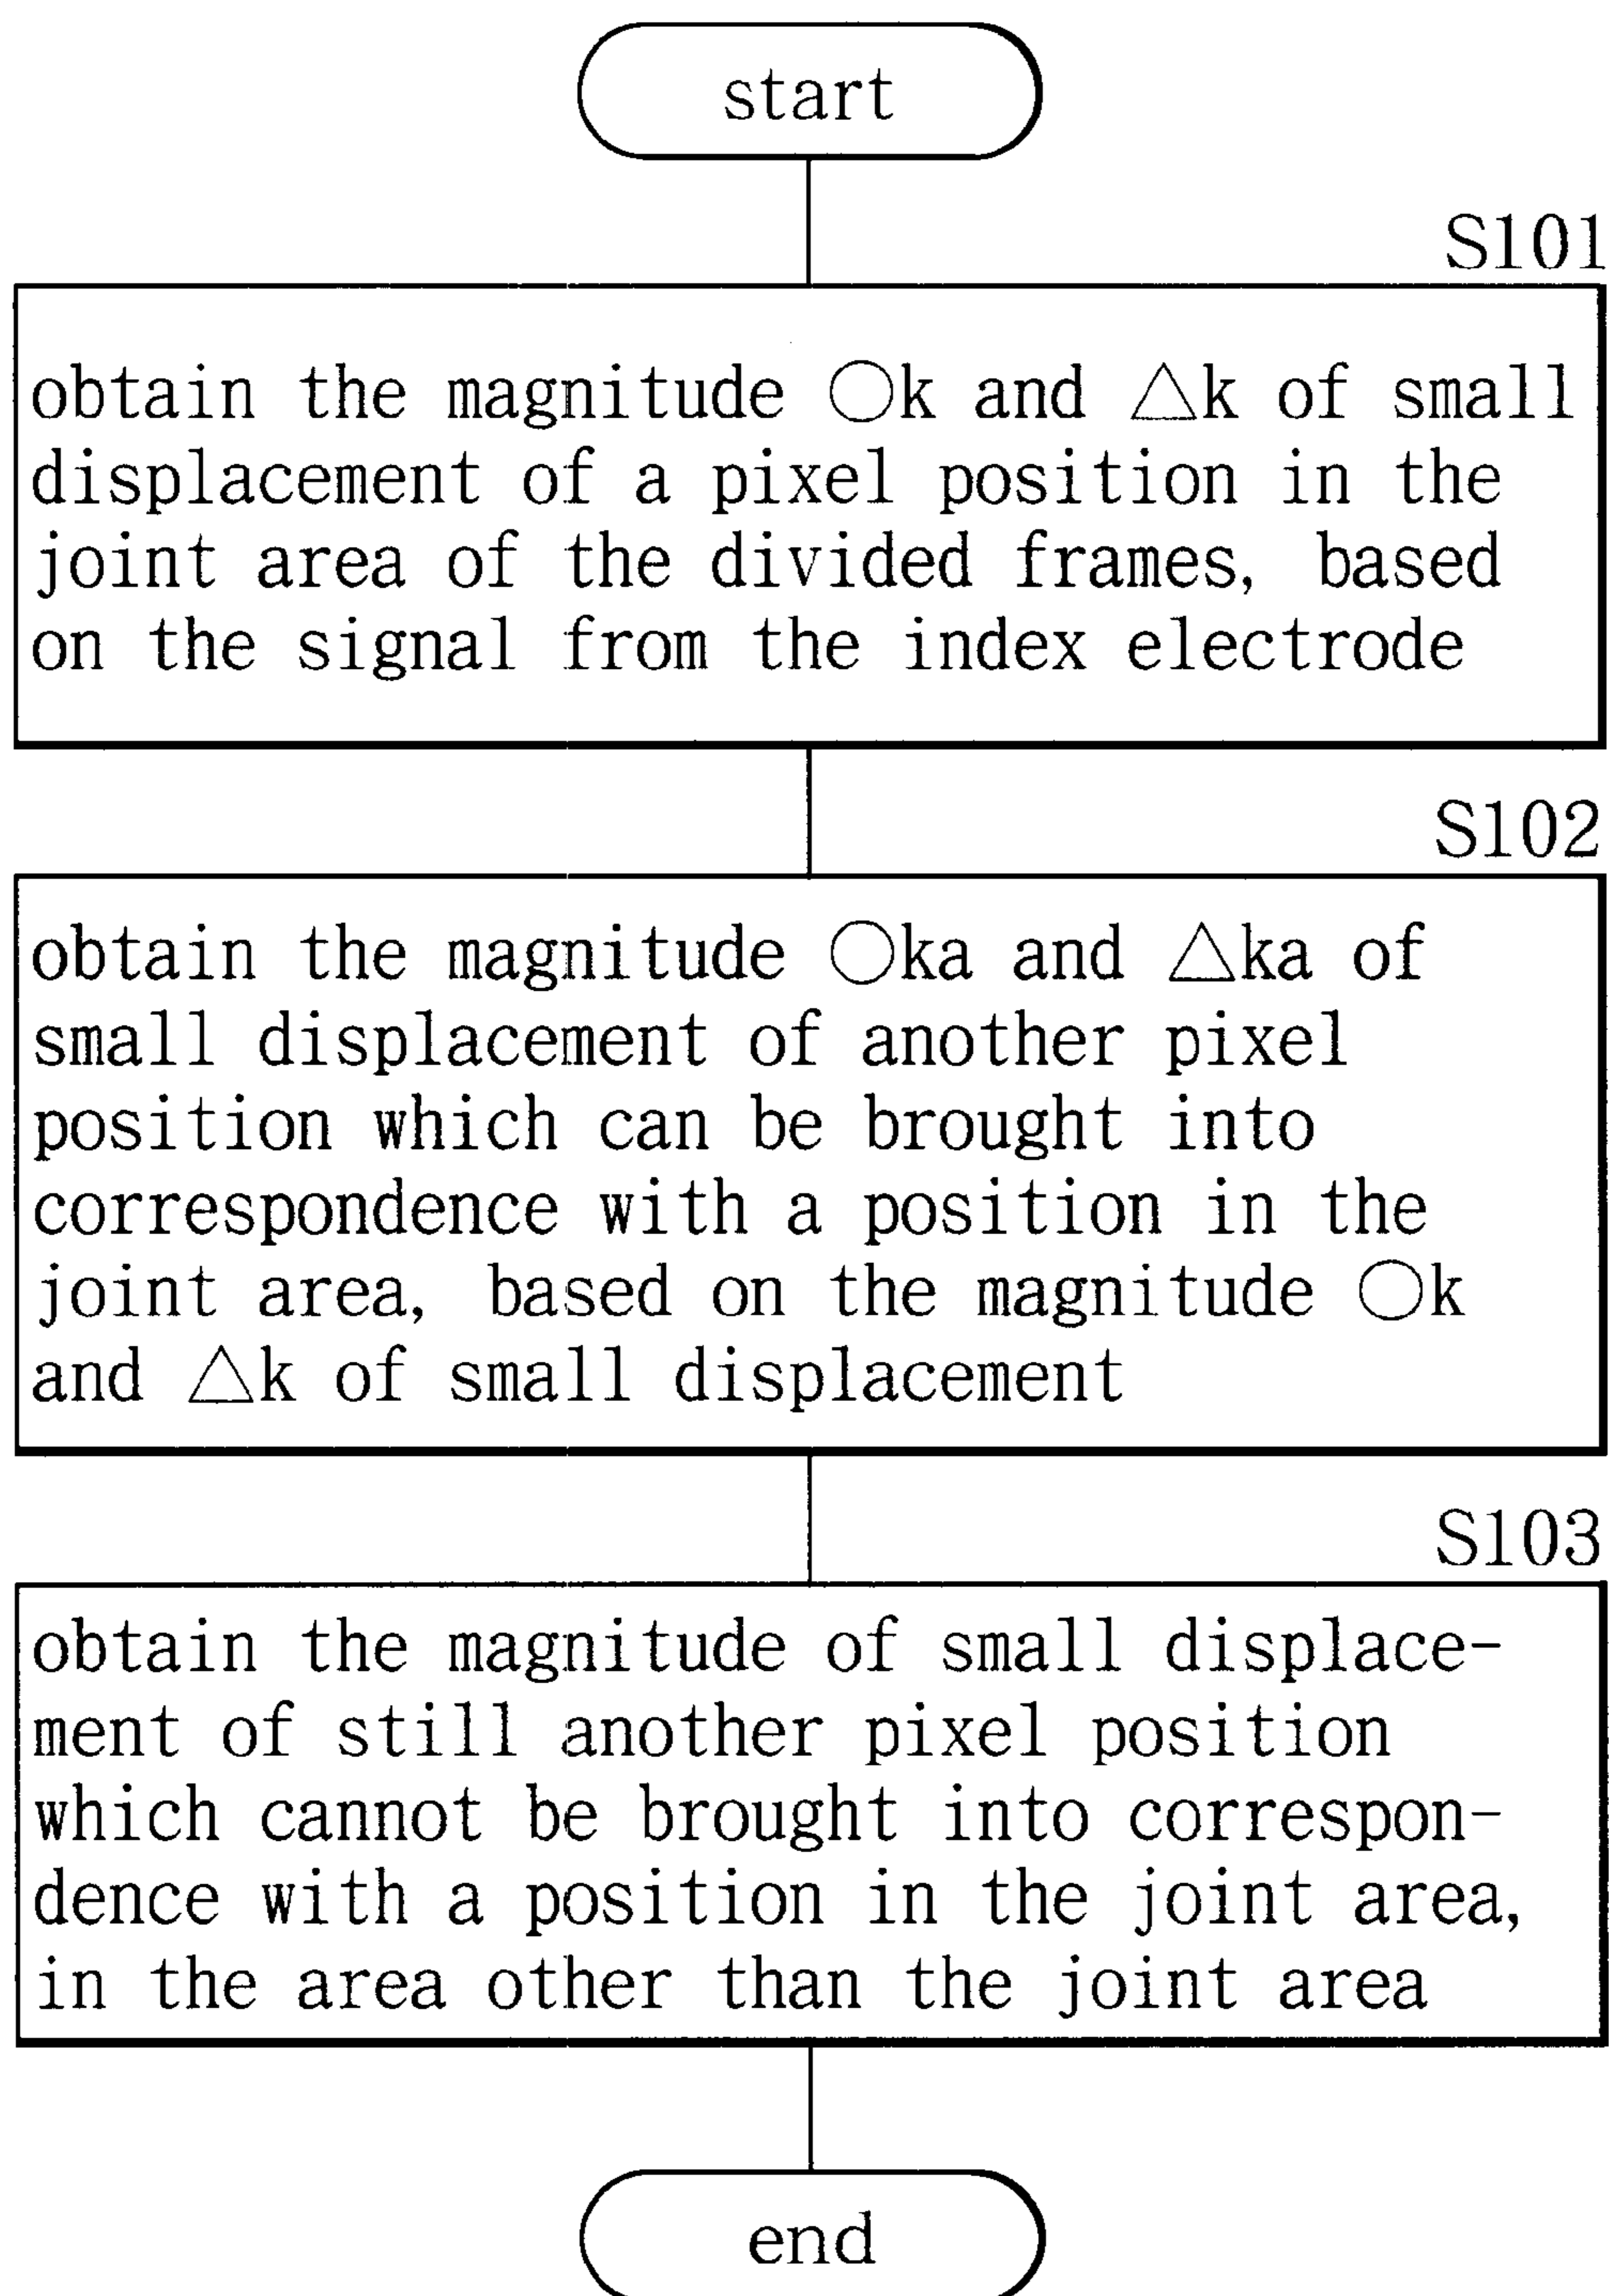 start
S101
obtain the magnitude ○k and △k of small
displacement of a pixel position in the
joint area of the divided frames, based
on the signal from the index electrode
S102
obtain the magnitude ○ka and △ka of
small displacement of another pixel
position which can be brought into
correspondence with a position in the
joint area, based on the magnitude ○k
and △k of small displacement
S103
obtain the magnitude of small displace-
ment of still another pixel position
which cannot be brought into correspon-
dence with a position in the joint area,
in the area other than the joint area
end